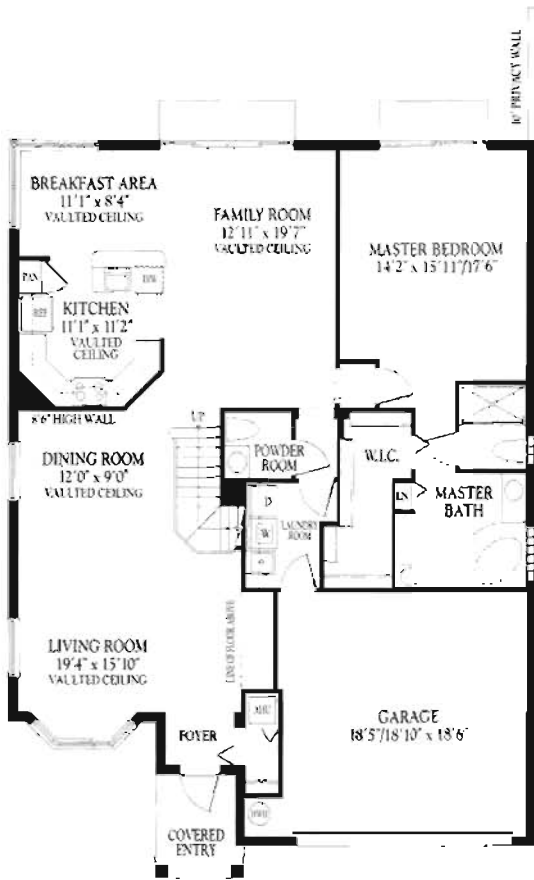 10' PRIVACY WALL
BREAKFAST AREA
11'1" x 8'4"
VAULTED CEILING
FAMILY ROOM
12'11" x 19'7"
VAULTED CEILING
MASTER BEDROOM
14'2" x 15'11"/17'6"
PAN
DW
REF
KITCHEN
11'1" x 11'2"
VAULTED
CEILING
8'6" HIGH WALL
UP
DINING ROOM
12'0" x 9'0"
VAULTED CEILING
POWDER
ROOM
W.I.C.
LN
MASTER
BATH
D
W
LAUNDRY
ROOM
LIVING ROOM
19'4" x 15'10"
VAULTED CEILING
LINE OF FLOOR ABOVE
AHU
FOYER
GARAGE
18'5"/18'10" x 18'6"
HWH
COVERED
ENTRY